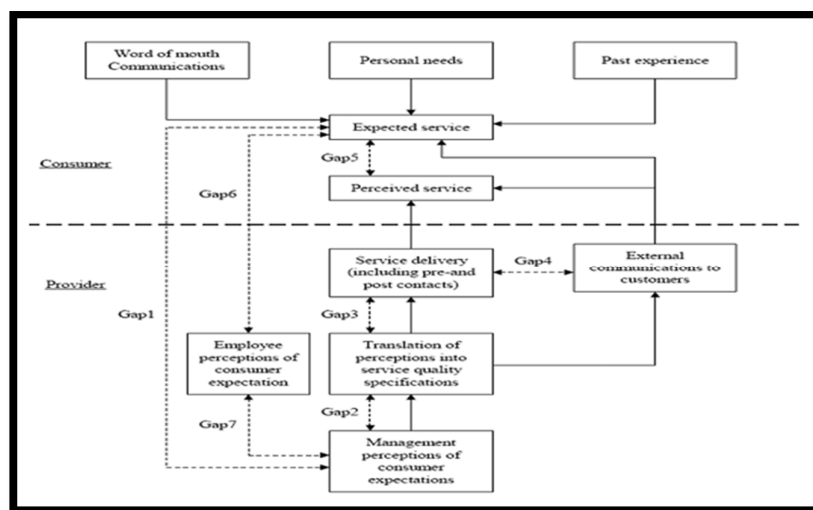 Word of mouth
Communications
Personal needs
Past experience
Expected service
Gap5
Consumer
Gap6
Perceived service
Service delivery
(including pre-and
post contacts)
Gap4
External
communications to
customers
Provider
Gap1
Gap3
Employee
perceptions of
consumer
expectation
Translation of
perceptions into
service quality
specifications
Gap2
Gap7
Management
perceptions of
consumer
expectations